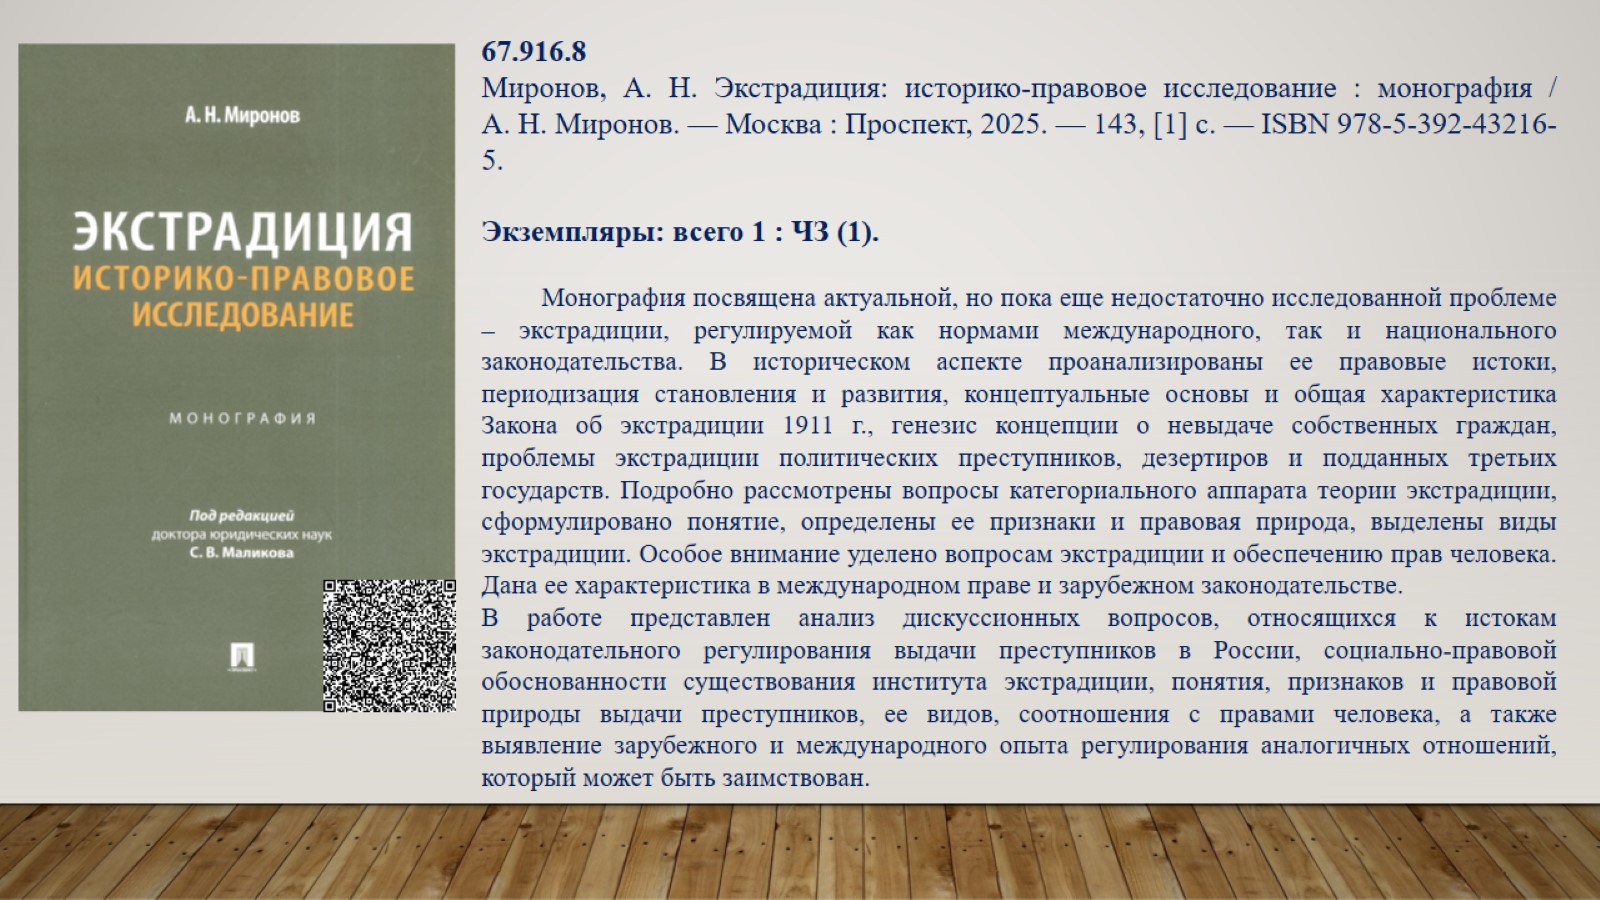 А. Н. Миронов
ЭКСТРАДИЦИЯ
ИСТОРИКО-ПРАВОВОЕ
ИССЛЕДОВАНИЕ
МОНОГРАФИЯ
Под редакцией
доктора юридических наук
С. В. Маликова
67.916.8
Миронов, А. Н. Экстрадиция: историко-правовое исследование : монография /
А. Н. Миронов. — Москва : Проспект, 2025. — 143, [1] с. — ISBN 978-5-392-43216-
5.
Экземпляры: всего 1 : ЧЗ (1).
Монография посвящена актуальной, но пока еще недостаточно исследованной проблеме
– экстрадиции, регулируемой как нормами международного, так и национального
законодательства. В историческом аспекте проанализированы ее правовые истоки,
периодизация становления и развития, концептуальные основы и общая характеристика
Закона об экстрадиции 1911 г., генезис концепции о невыдаче собственных граждан,
проблемы экстрадиции политических преступников, дезертиров и подданных третьих
государств. Подробно рассмотрены вопросы категориального аппарата теории экстрадиции,
сформулировано понятие, определены ее признаки и правовая природа, выделены виды
экстрадиции. Особое внимание уделено вопросам экстрадиции и обеспечению прав человека.
Дана ее характеристика в международном праве и зарубежном законодательстве.
В работе представлен анализ дискуссионных вопросов, относящихся к истокам
законодательного регулирования выдачи преступников в России, социально-правовой
обоснованности существования института экстрадиции, понятия, признаков и правовой
природы выдачи преступников, ее видов, соотношения с правами человека, а также
выявление зарубежного и международного опыта регулирования аналогичных отношений,
который может быть заимствован.